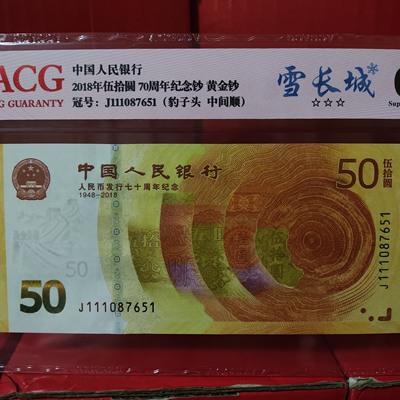 ACG
NG GUARANTY
中国人民银行
2018年伍拾圆 70周年纪念钞 黄金钞
冠号：J111087651（豹子头 中间顺）
雪长城
☆☆☆
Sup
中国人民银行
人民币发行七十周年纪念
1948-2018
50 伍拾圆
J111087651
50
50
J111087651